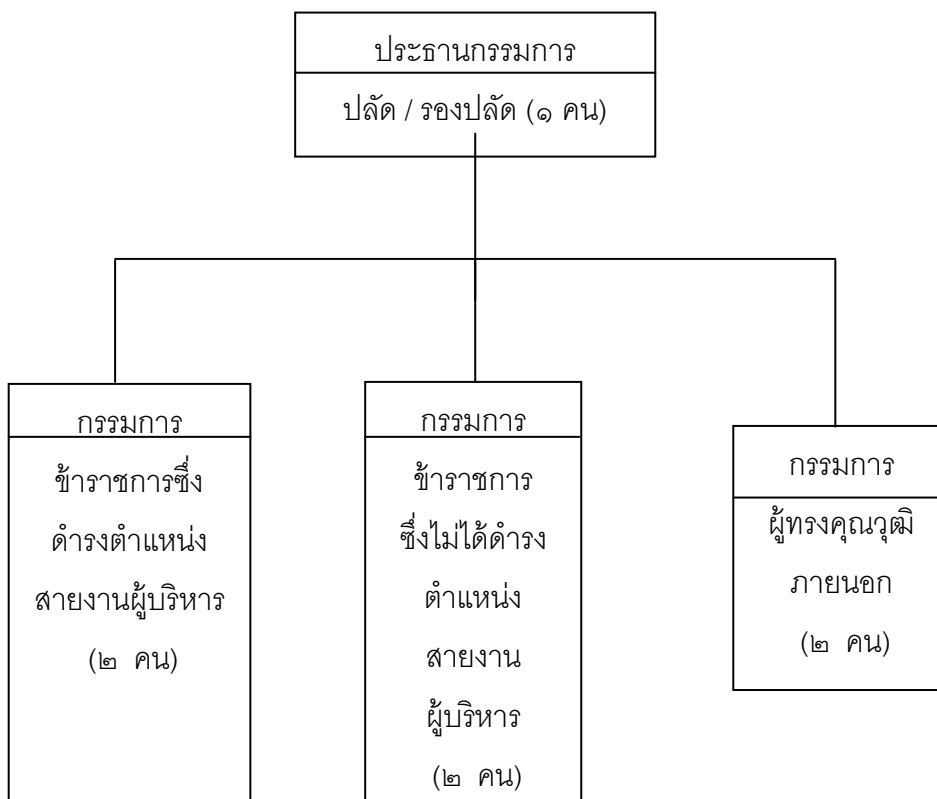 ประธานกรรมการ
ปลัด / รองปลัด (๑ คน)
กรรมการ
ข้าราชการซึ่ง
ดำรงตำแหน่ง
สายงานผู้บริหาร
(๒ คน)
กรรมการ
ข้าราชการ
ซึ่งไม่ได้ดำรง
ตำแหน่ง
สายงาน
ผู้บริหาร
(๒ คน)
กรรมการ
ผู้ทรงคุณวุฒิ
ภายนอก
(๒ คน)